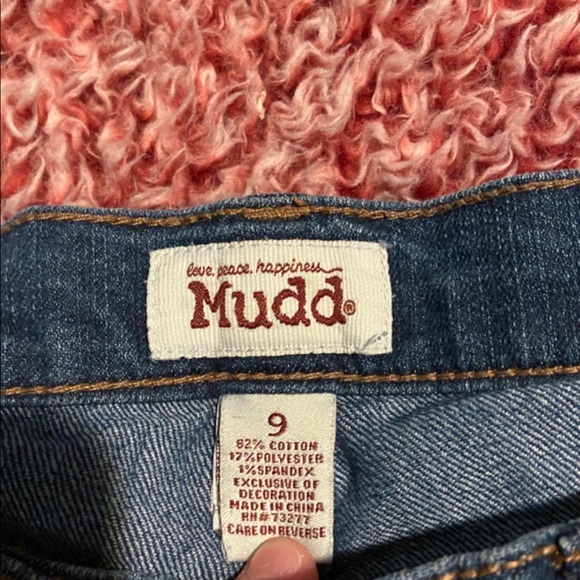 love. peace. happiness
Mudd®
9
82% COTTON
17% POLYESTER
1% SPANDEX
EXCLUSIVE OF
DECORATION
MADE IN CHINA
RN#73277
CARE ON REVERSE